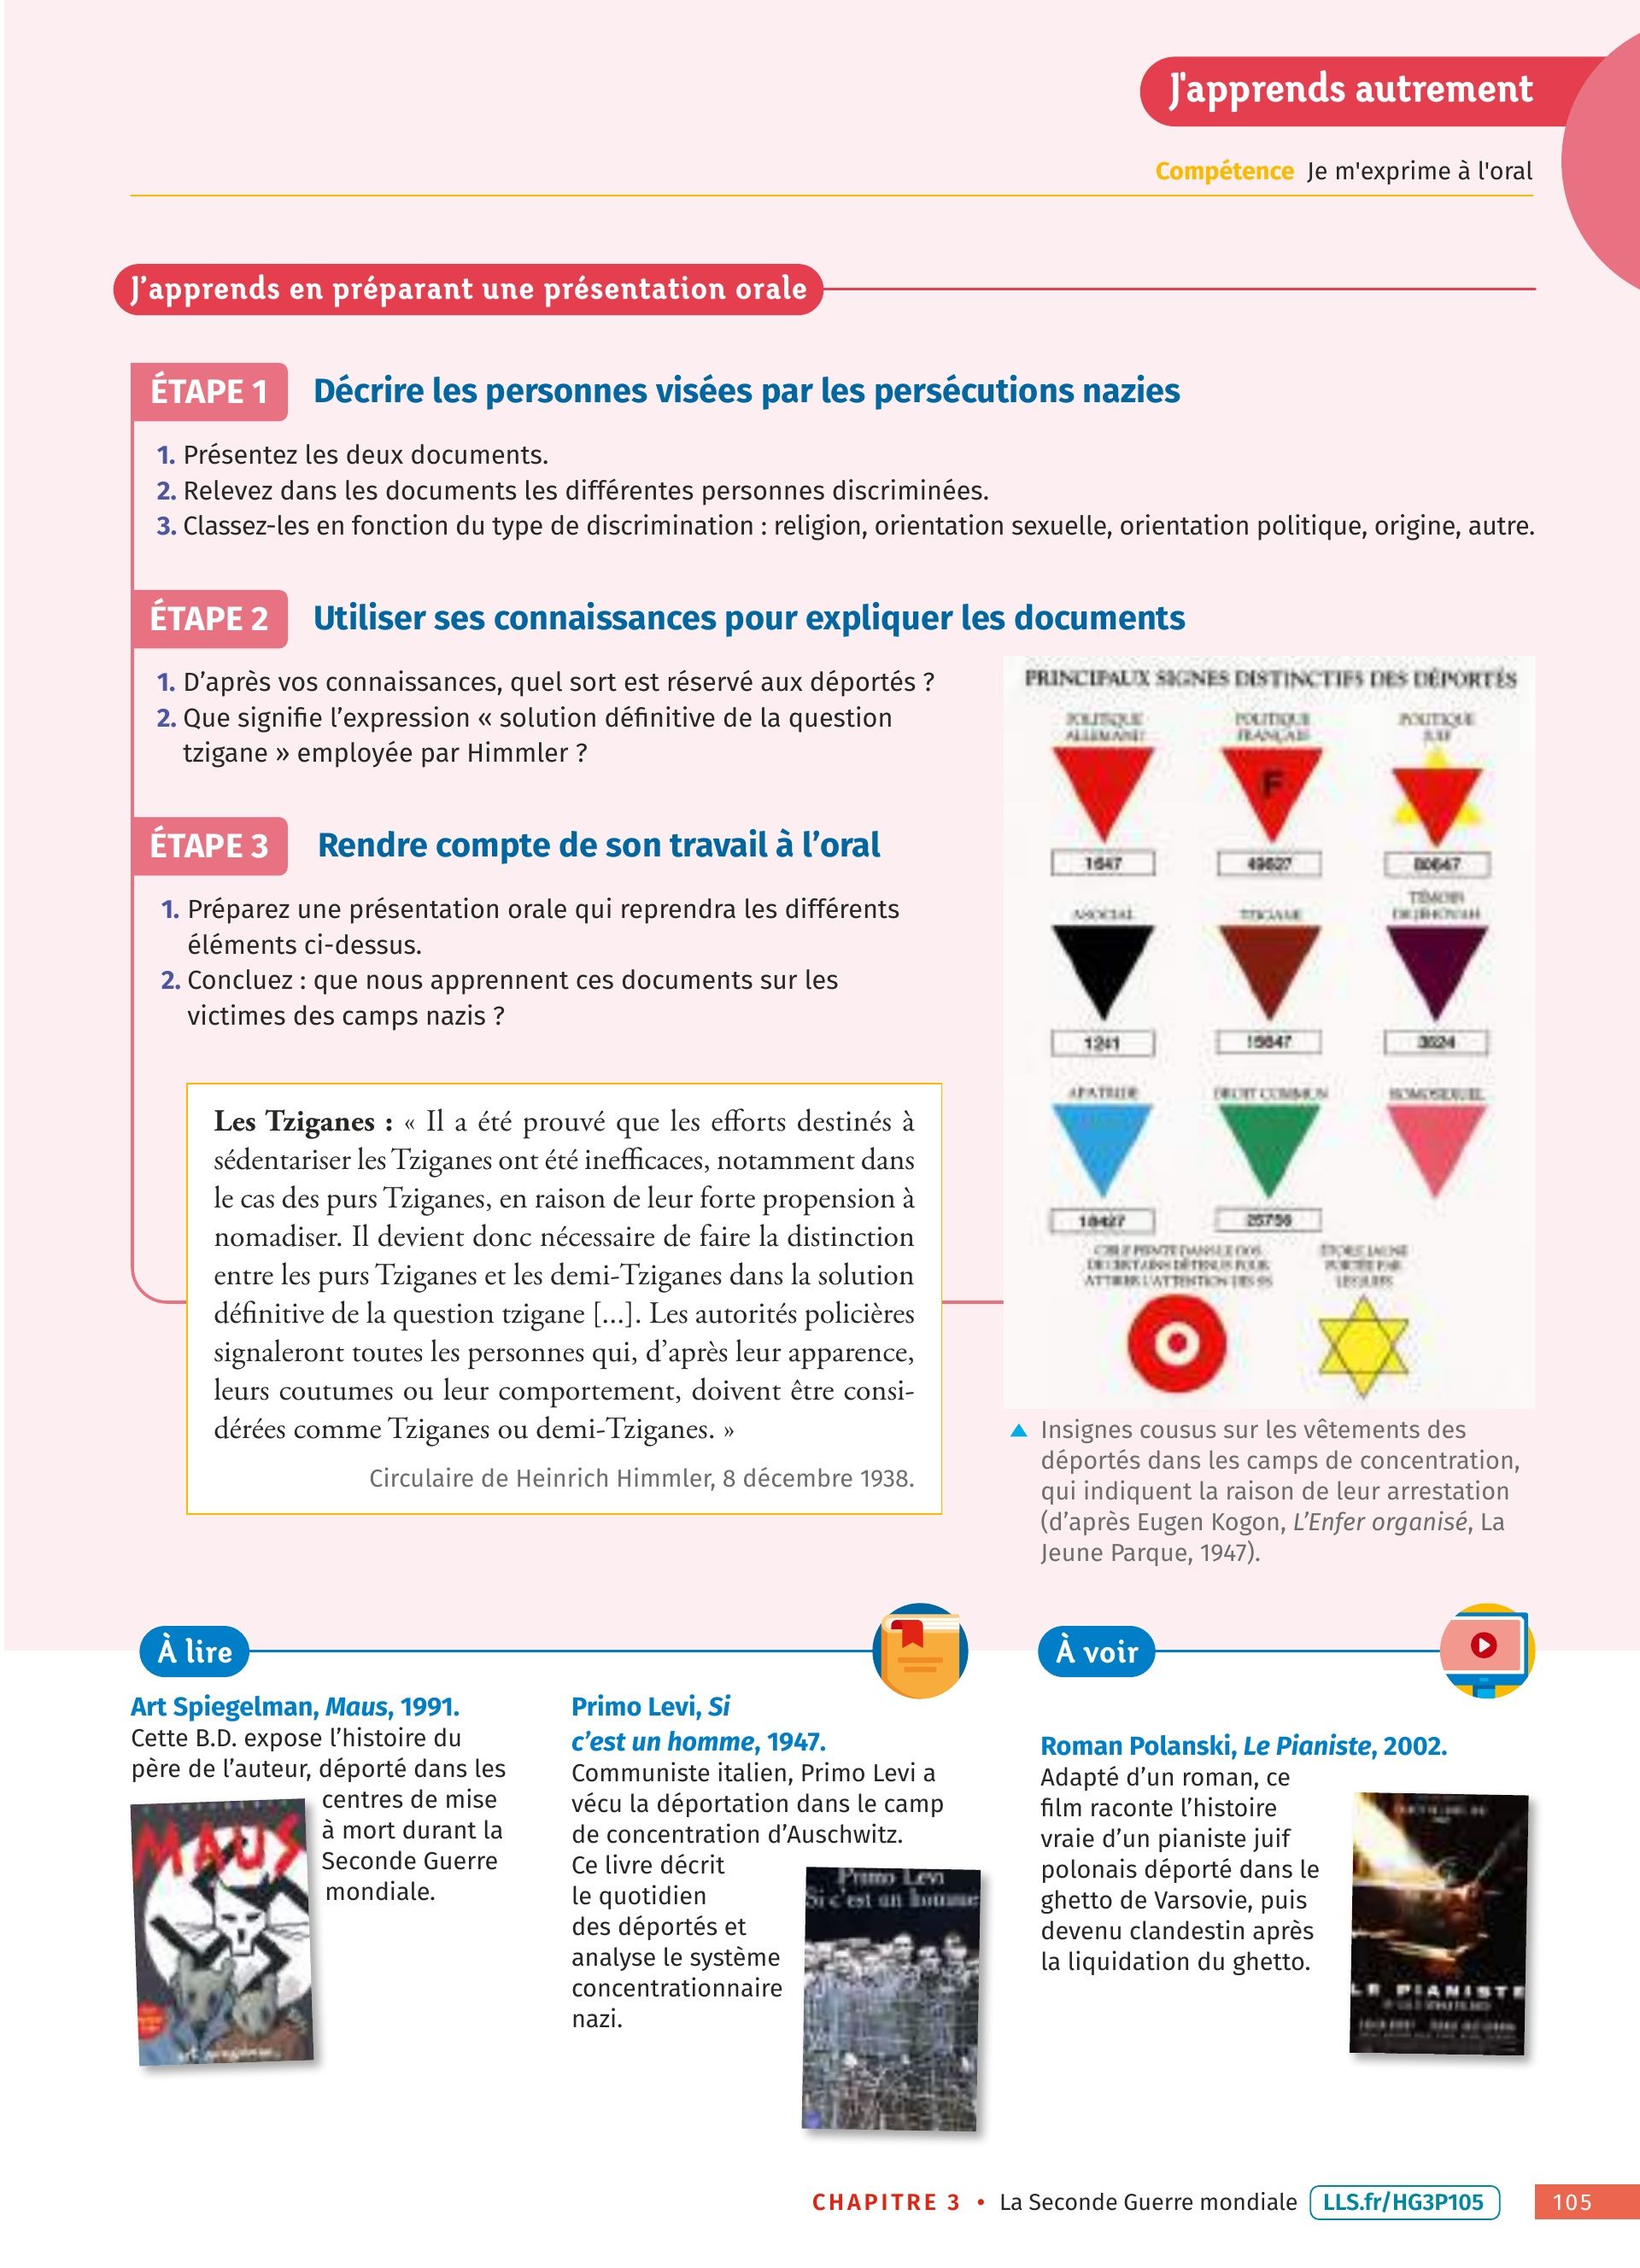 J'apprends autrement
Compétence Je m'exprime à l'oral
J'apprends en préparant une présentation orale
ÉTAPE 1 Décrire les personnes visées par les persécutions nazies
1. Présentez les deux documents.
2. Relevez dans les documents les différentes personnes discriminées.
3. Classez-les en fonction du type de discrimination : religion, orientation sexuelle, orientation politique, origine, autre.
ÉTAPE 2 Utiliser ses connaissances pour expliquer les documents
1. D'après vos connaissances, quel sort est réservé aux déportés ?
2. Que signifie l'expression « solution définitive de la question
tzigane » employée par Himmler ?
ÉTAPE 3 Rendre compte de son travail à l'oral
1. Préparez une présentation orale qui reprendra les différents
éléments ci-dessus.
2. Concluez : que nous apprennent ces documents sur les
victimes des camps nazis ?
Les Tziganes : « Il a été prouvé que les efforts destinés à
sédentariser les Tziganes ont été inefficaces, notamment dans
le cas des purs Tziganes, en raison de leur forte propension à
nomadiser. Il devient donc nécessaire de faire la distinction
entre les purs Tziganes et les demi-Tziganes dans la solution
définitive de la question tzigane [...]. Les autorités policières
signaleront toutes les personnes qui, d'après leur apparence,
leurs coutumes ou leur comportement, doivent être consi-
dérées comme Tziganes ou demi-Tziganes. »
Circulaire de Heinrich Himmler, 8 décembre 1938.
PRINCIPAUX SIGNES DISTINCTIFS DES DÉPORTÉS
POLITIQUE POLITIQUE POLITIQUE
ALLEMAND FRANÇAIS JUIF
F
1647 49627 80647
ASOCIAL TZIGANE TÉMOIN
DE JÉHOVAH
1241 15647 3624
APATRIDE DROIT COMMUN HOMOSEXUEL
18427 25756
CIBLE PEINTE DANS LE DOS
DE CERTAINS DÉTENUS POUR
ATTIRER L'ATTENTION DES SS
ÉTOILE JAUNE
PORTÉE PAR
LES JUIFS
Insignes cousus sur les vêtements des
déportés dans les camps de concentration,
qui indiquent la raison de leur arrestation
(d'après Eugen Kogon, L'Enfer organisé, La
Jeune Parque, 1947).
À lire
Art Spiegelman, Maus, 1991.
Cette B.D. expose l'histoire du
père de l'auteur, déporté dans les
centres de mise
à mort durant la
Seconde Guerre
mondiale.
MAUS
Primo Levi, Si
c'est un homme, 1947.
Communiste italien, Primo Levi a
vécu la déportation dans le camp
de concentration d'Auschwitz.
Ce livre décrit
le quotidien
des déportés et
analyse le système
concentrationnaire
nazi.
Primo Levi
Si c'est un homme
À voir
Roman Polanski, Le Pianiste, 2002.
Adapté d'un roman, ce
film raconte l'histoire
vraie d'un pianiste juif
polonais déporté dans le
ghetto de Varsovie, puis
devenu clandestin après
la liquidation du ghetto.
LE PIANISTE
CHAPITRE 3 • La Seconde Guerre mondiale LLS.fr/HG3P105 105